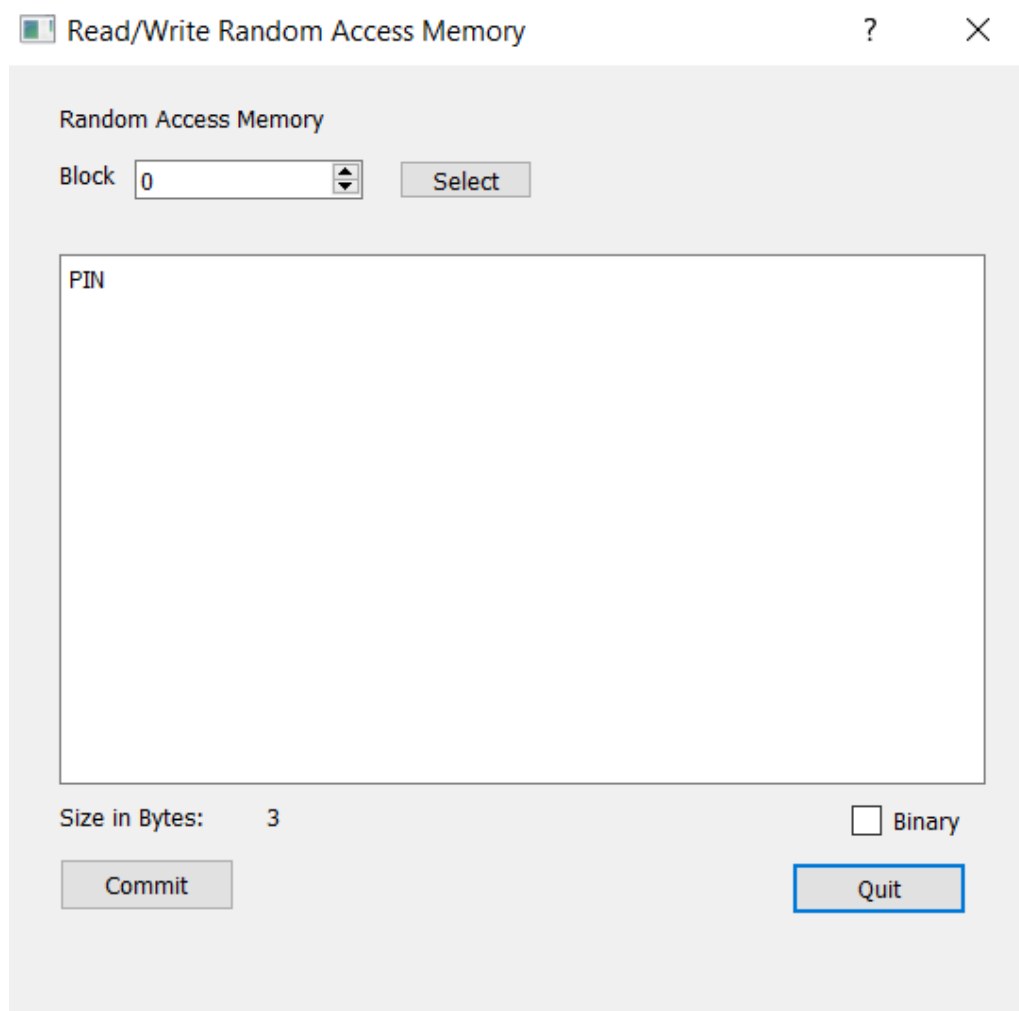 Read/Write Random Access Memory ?
Random Access Memory
Block 0 Select
PIN
Size in Bytes: 3 Binary
Commit Quit